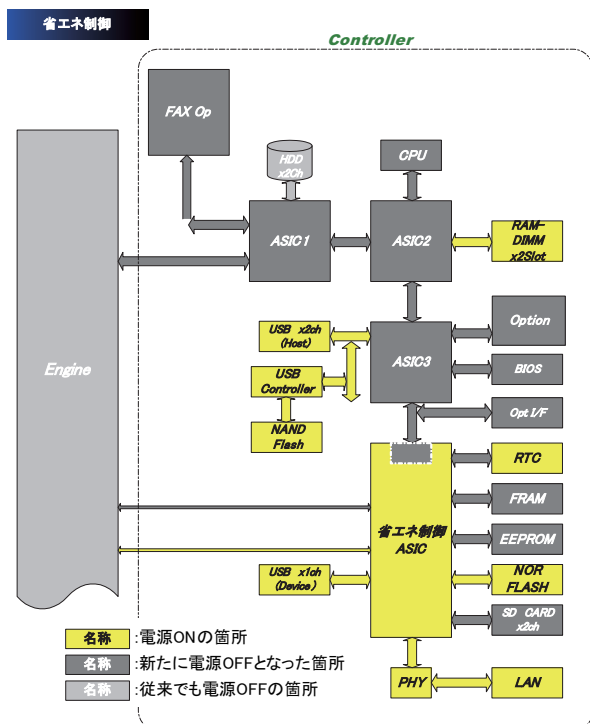 省エネ制御
Controller
FAX Op
HDD
x2Ch
CPU
ASIC1
ASIC2
RAM-
DIMM
x2Slot
Engine
USB x2ch
(Host)
ASIC3
Option
USB
Controller
BIOS
NAND
Flash
Opt I/F
RTC
FRAM
省エネ制御
ASIC
EEPROM
USB x1ch
(Device)
NOR
FLASH
SD CARD
x2ch
PHY
LAN
名称 :電源ONの箇所
名称 :新たに電源OFFとなった箇所
名称 :従来でも電源OFFの箇所